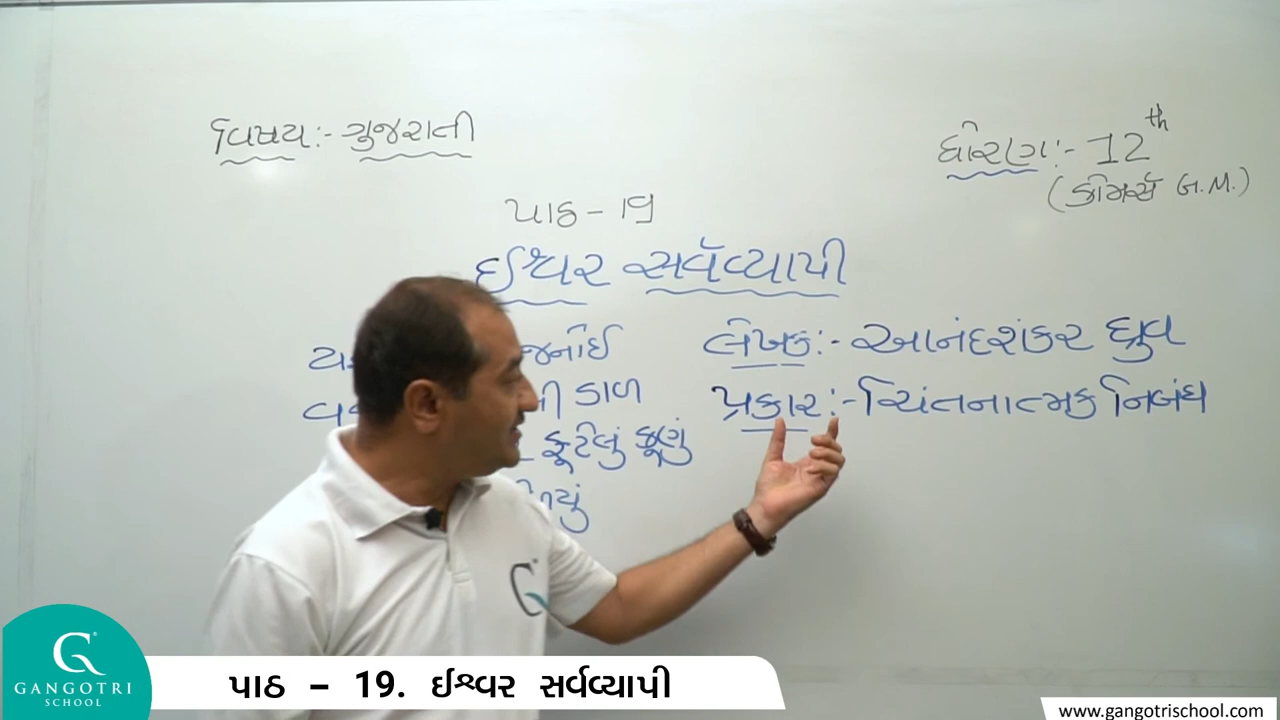 વિષય:- ગુજરાતી
ધોરણ:- 12th
(કોમર્સ G.M.)
પાઠ - 19
ઈશ્વર સર્વવ્યાપી
જનોઈ
ડાળ
ફૂટેલું કૂણું
લેખક:- આનંદશંકર ધ્રુવ
પ્રકાર:- ચિંતનાત્મક નિબંધ
G
GANGOTRI
SCHOOL
પાઠ – 19. ઈશ્વર સર્વવ્યાપી
www.gangotrischool.com